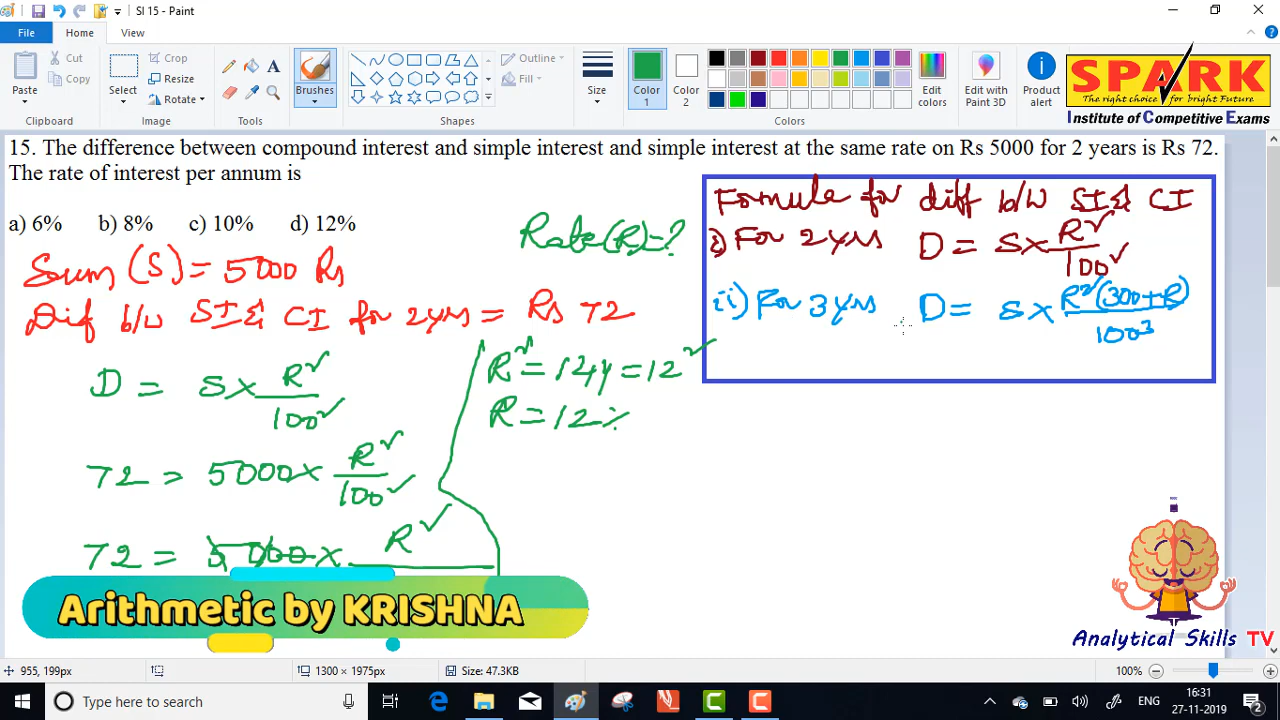 SI 15 - Paint
File Home View
Paste Cut Copy Clipboard
Select Crop Resize Rotate Image
Tools
Brushes
Shapes Outline Fill
Size
Color 1 Color 2 Colors
Edit colors
Edit with Paint 3D
Product alert
SPARK
The right choice for bright Future
Institute of Competitive Exams
15. The difference between compound interest and simple interest and simple interest at the same rate on Rs 5000 for 2 years is Rs 72.
The rate of interest per annum is
a) 6% b) 8% c) 10% d) 12%
Rate(R)=?
Sum (S) = 5000 Rs
Dif b/w SI & CI for 2yrs = Rs 72
D = S × R²/100²
72 = 5000 × R²/100²
72 = 5000 × R²
R² = 144 = 12²
R = 12%
Formule for diff b/w SI & CI
i) For 2yrs D = S × R²/100²
ii) For 3yrs D = S × R²(300+R)/100³
Arithmetic by KRISHNA
Analytical Skills TV
955, 199px 1300 × 1975px Size: 47.3KB 100%
Type here to search
ENG
16:31
27-11-2019
2